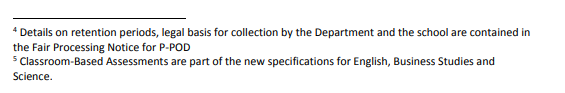 ⁴ Details on retention periods, legal basis for collection by the Department and the school are contained in
the Fair Processing Notice for P-POD
⁵ Classroom-Based Assessments are part of the new specifications for English, Business Studies and
Science.